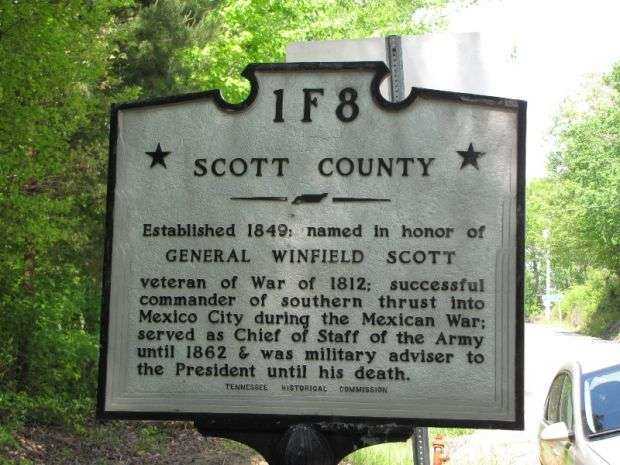 1F8
SCOTT COUNTY
Established 1849; named in honor of
GENERAL WINFIELD SCOTT
veteran of War of 1812; successful
commander of southern thrust into
Mexico City during the Mexican War;
served as Chief of Staff of the Army
until 1862 & was military adviser to
the President until his death.
TENNESSEE HISTORICAL COMMISSION